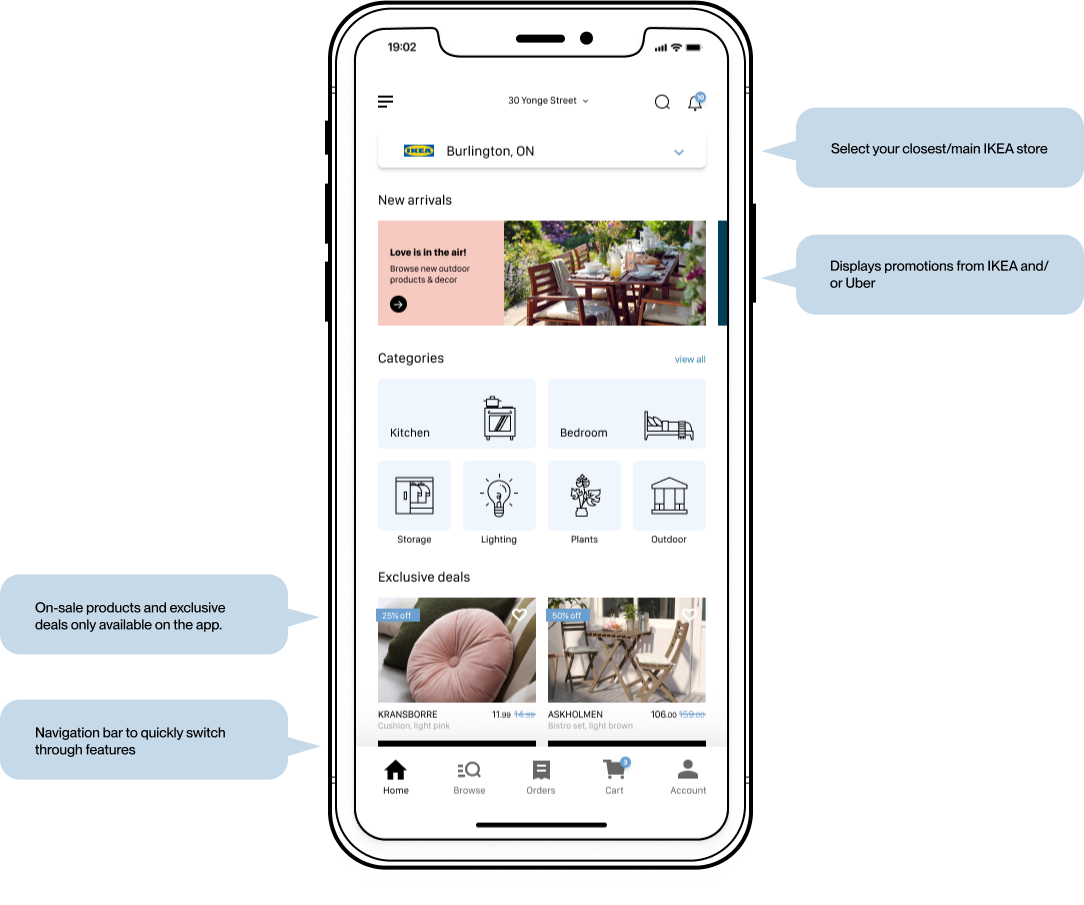 19:02
30 Yonge Street
10
IKEA
Burlington, ON
Select your closest/main IKEA store
New arrivals
Love is in the air!
Browse new outdoor
products & decor
Displays promotions from IKEA and/
or Uber
Categories
view all
Kitchen
Bedroom
Storage
Lighting
Plants
Outdoor
Exclusive deals
25% off
50% off
On-sale products and exclusive
deals only available on the app.
KRANSBORRE
11.99 14.99
Cushion, light pink
ASKHOLMEN
106.00 159.00
Bistro set, light brown
Navigation bar to quickly switch
through features
3
Home
Browse
Orders
Cart
Account